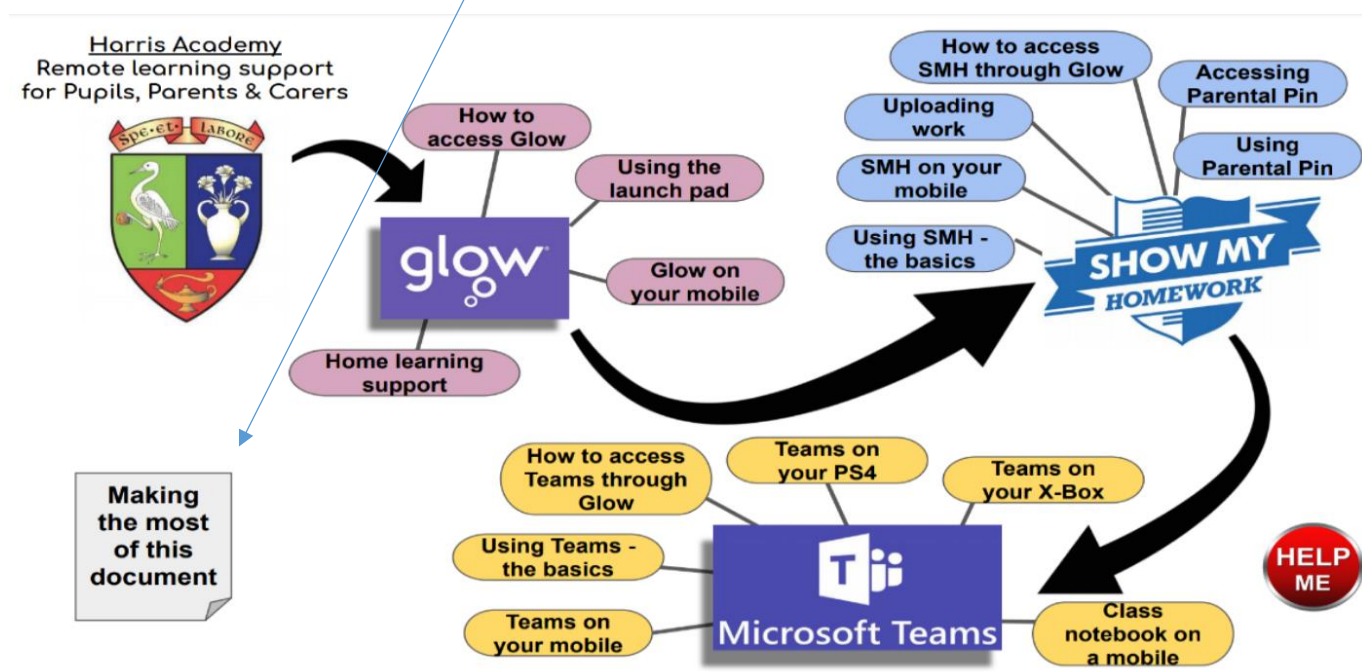 Harris Academy
Remote learning support
for Pupils, Parents & Carers
SPE·ET· LABORE
How to
access Glow
Using the
launch pad
glow
Glow on
your mobile
Home learning
support
How to access
SMH through Glow
Accessing
Parental Pin
Uploading
work
Using
Parental Pin
SMH on your
mobile
Using SMH -
the basics
SHOW MY
HOMEWORK
Making
the most
of this
document
How to access
Teams through
Glow
Teams on
your PS4
Teams on
your X-Box
Using Teams -
the basics
Teams on
your mobile
T
Microsoft Teams
Class
notebook on
a mobile
HELP
ME